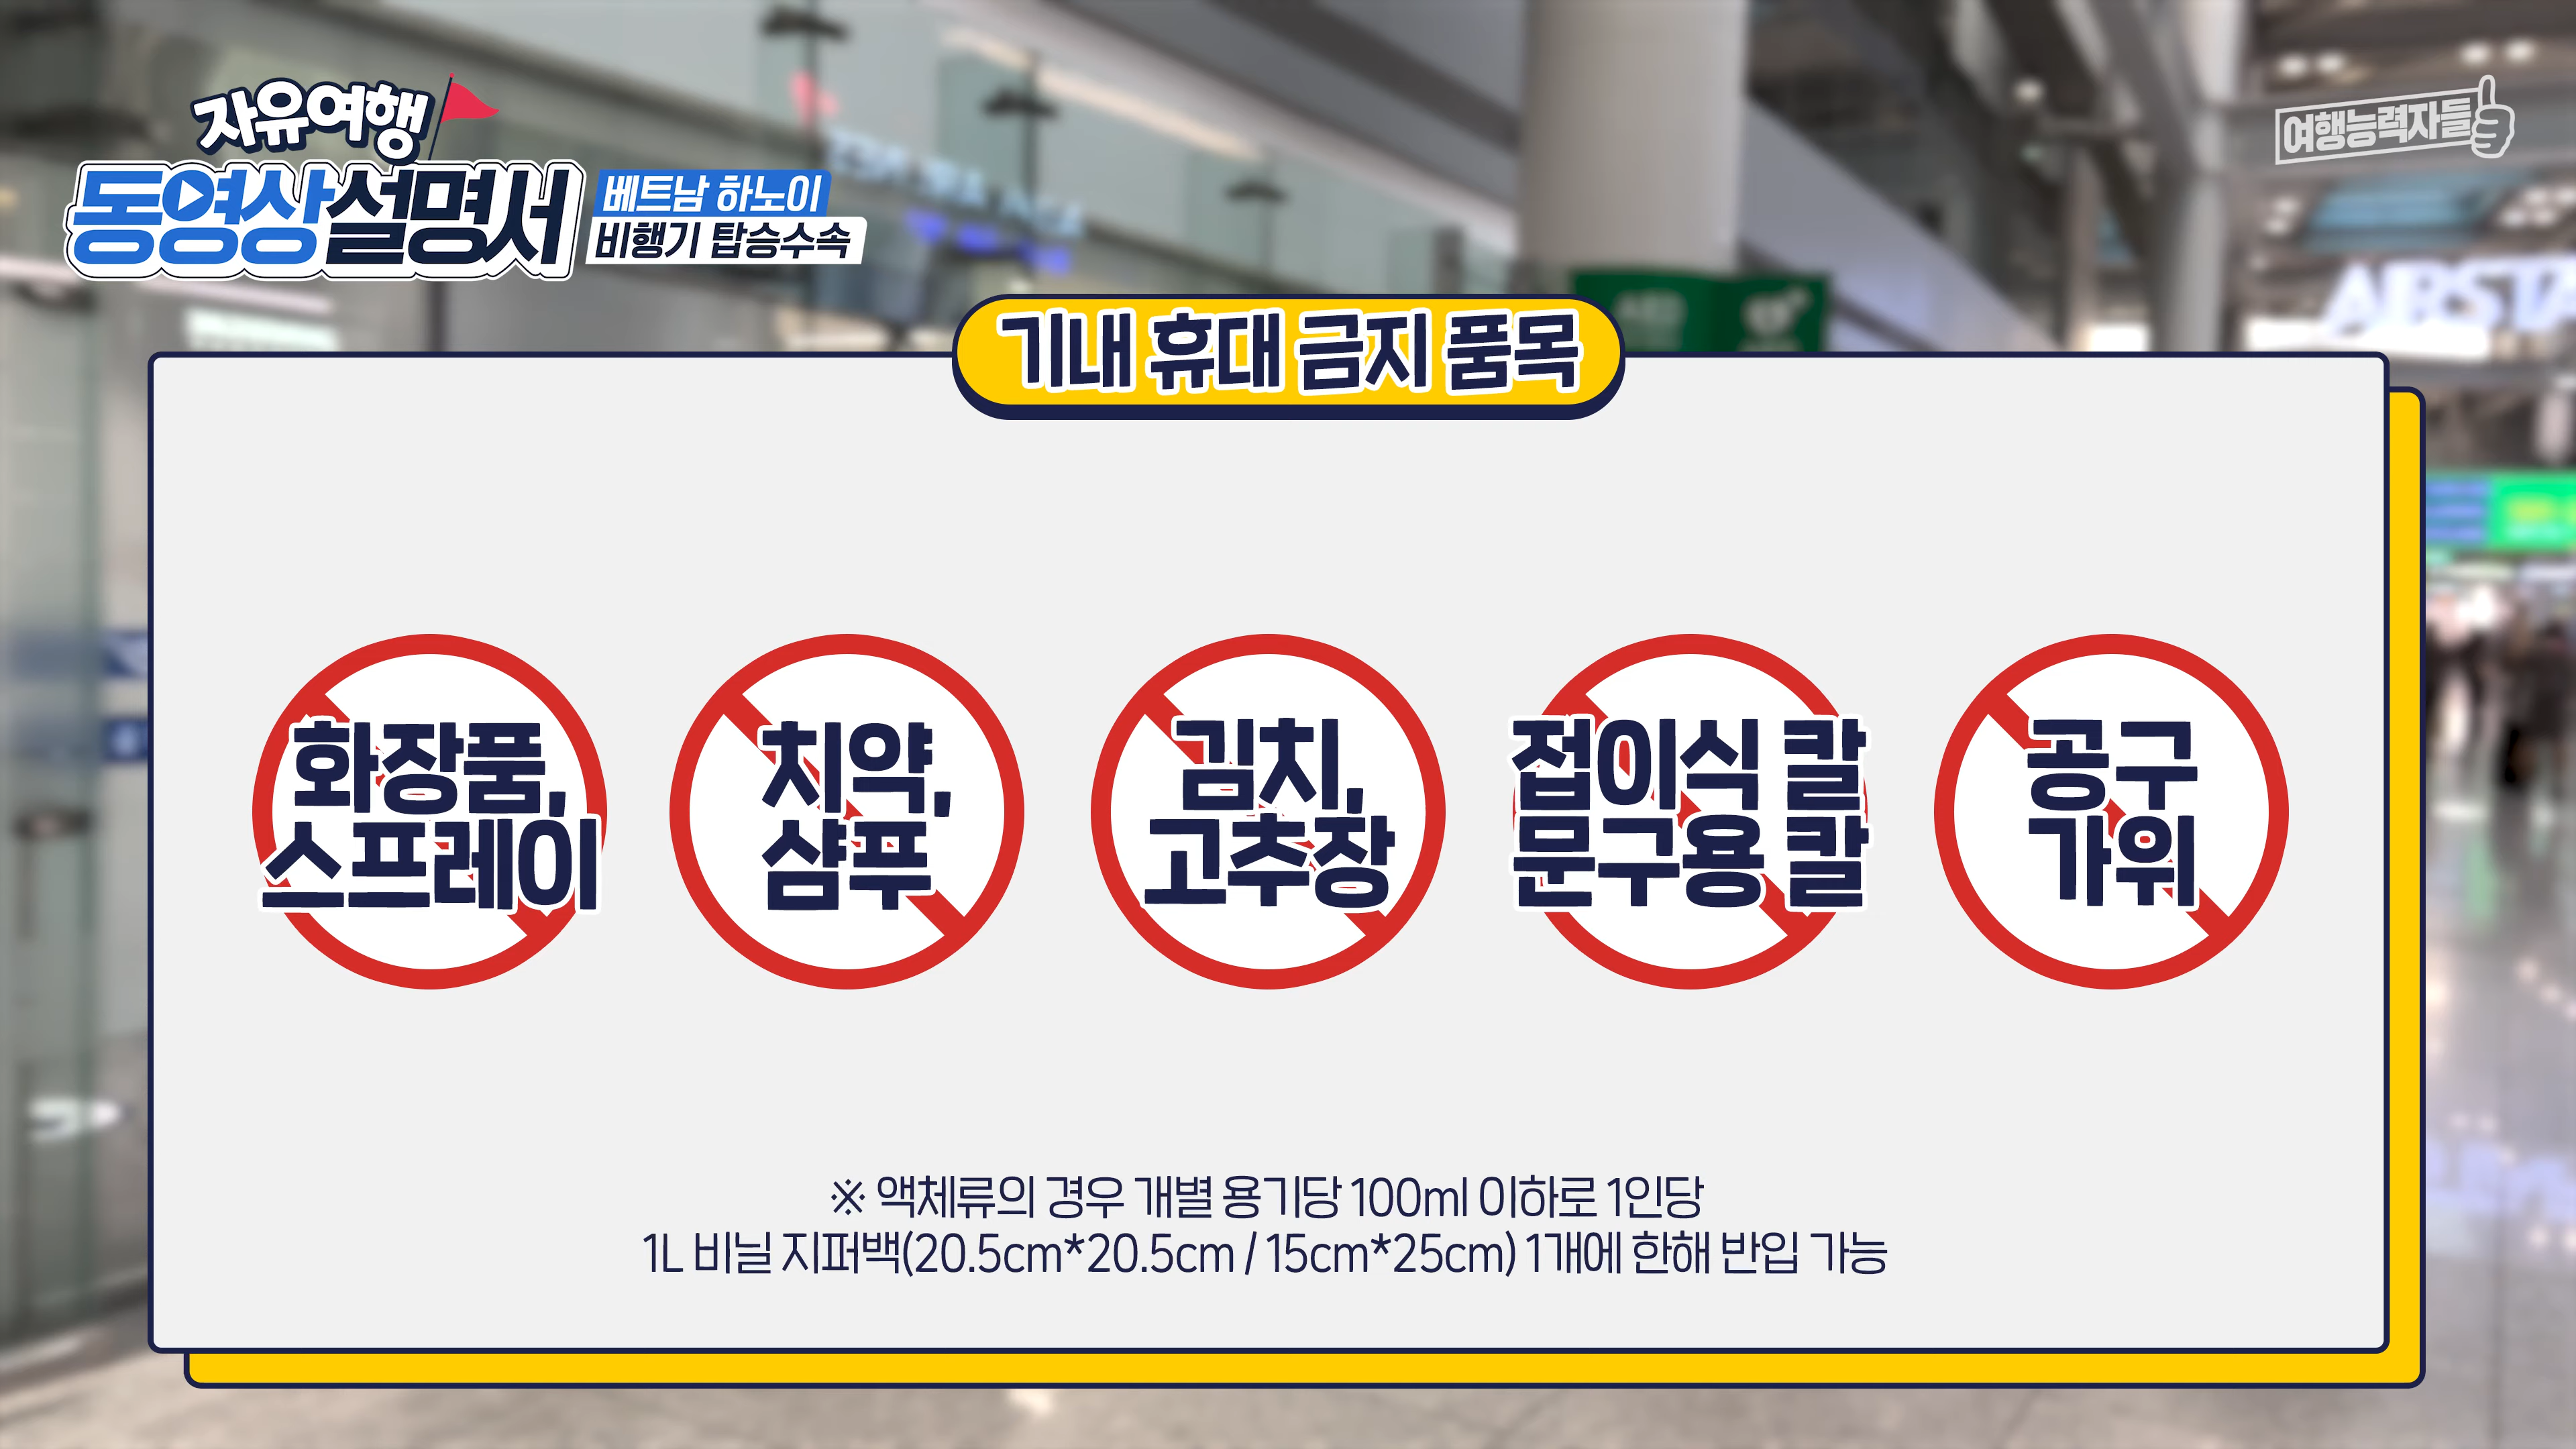 자유여행
동영상설명서
베트남 하노이
비행기 탑승수속
여행능력자들
기내 휴대 금지 품목
화장품,
스프레이
치약,
샴푸
김치,
고추장
접이식 칼
문구용 칼
공구
가위
※ 액체류의 경우 개별 용기당 100ml 이하로 1인당
1L 비닐 지퍼백(20.5cm*20.5cm / 15cm*25cm) 1개에 한해 반입 가능
AIRSTA
AED